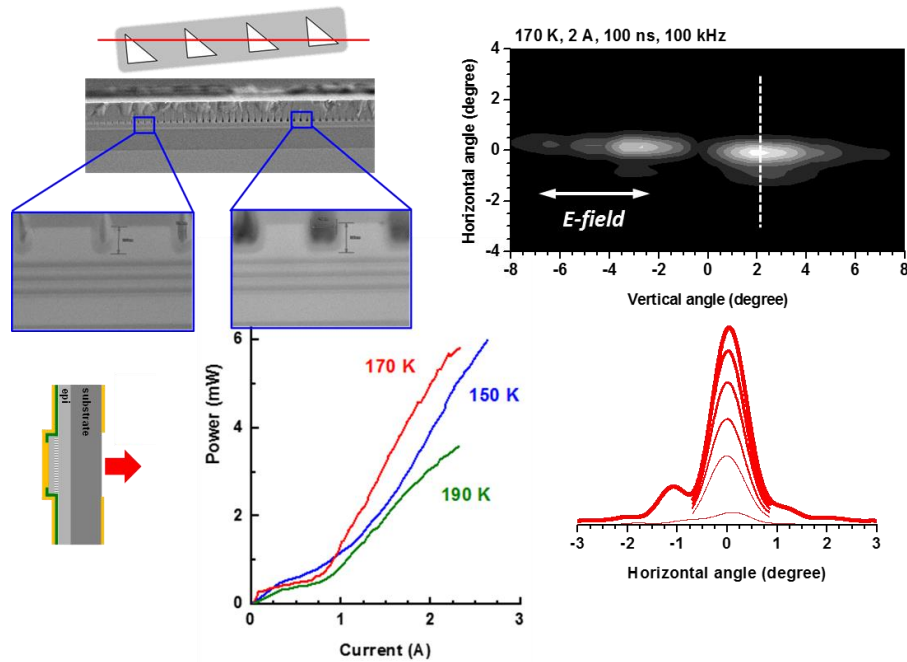 170 K, 2 A, 100 ns, 100 kHz
Horizontal angle (degree)
4
2
0
-2
-4
E-field
-8
-6
-4
-2
0
2
4
6
8
Vertical angle (degree)
epi
substrate
Power (mW)
6
4
2
0
170 K
150 K
190 K
0
1
2
3
Current (A)
-3
-2
-1
0
1
2
3
Horizontal angle (degree)